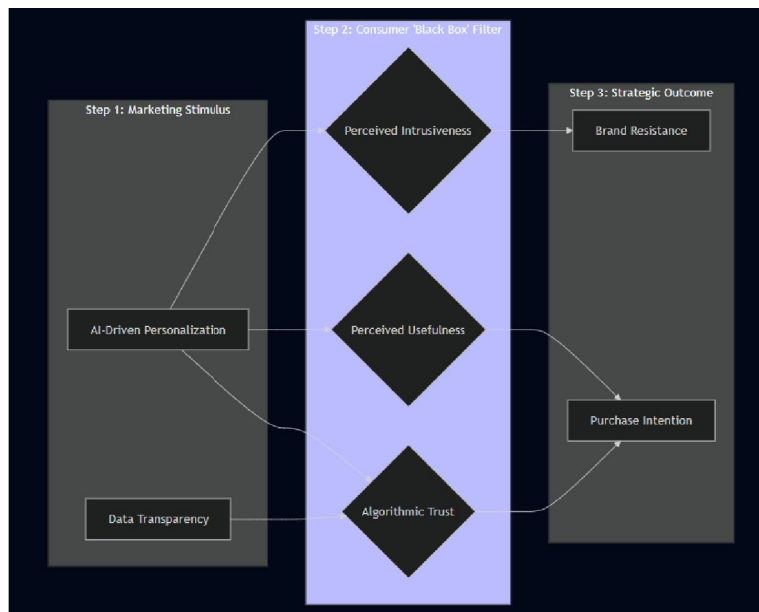 Step 2: Consumer 'Black Box' Filter
Step 3: Strategic Outcome
Step 1: Marketing Stimulus
Perceived Intrusiveness
Brand Resistance
AI-Driven Personalization
Perceived Usefulness
Purchase Intention
Data Transparency
Algorithmic Trust